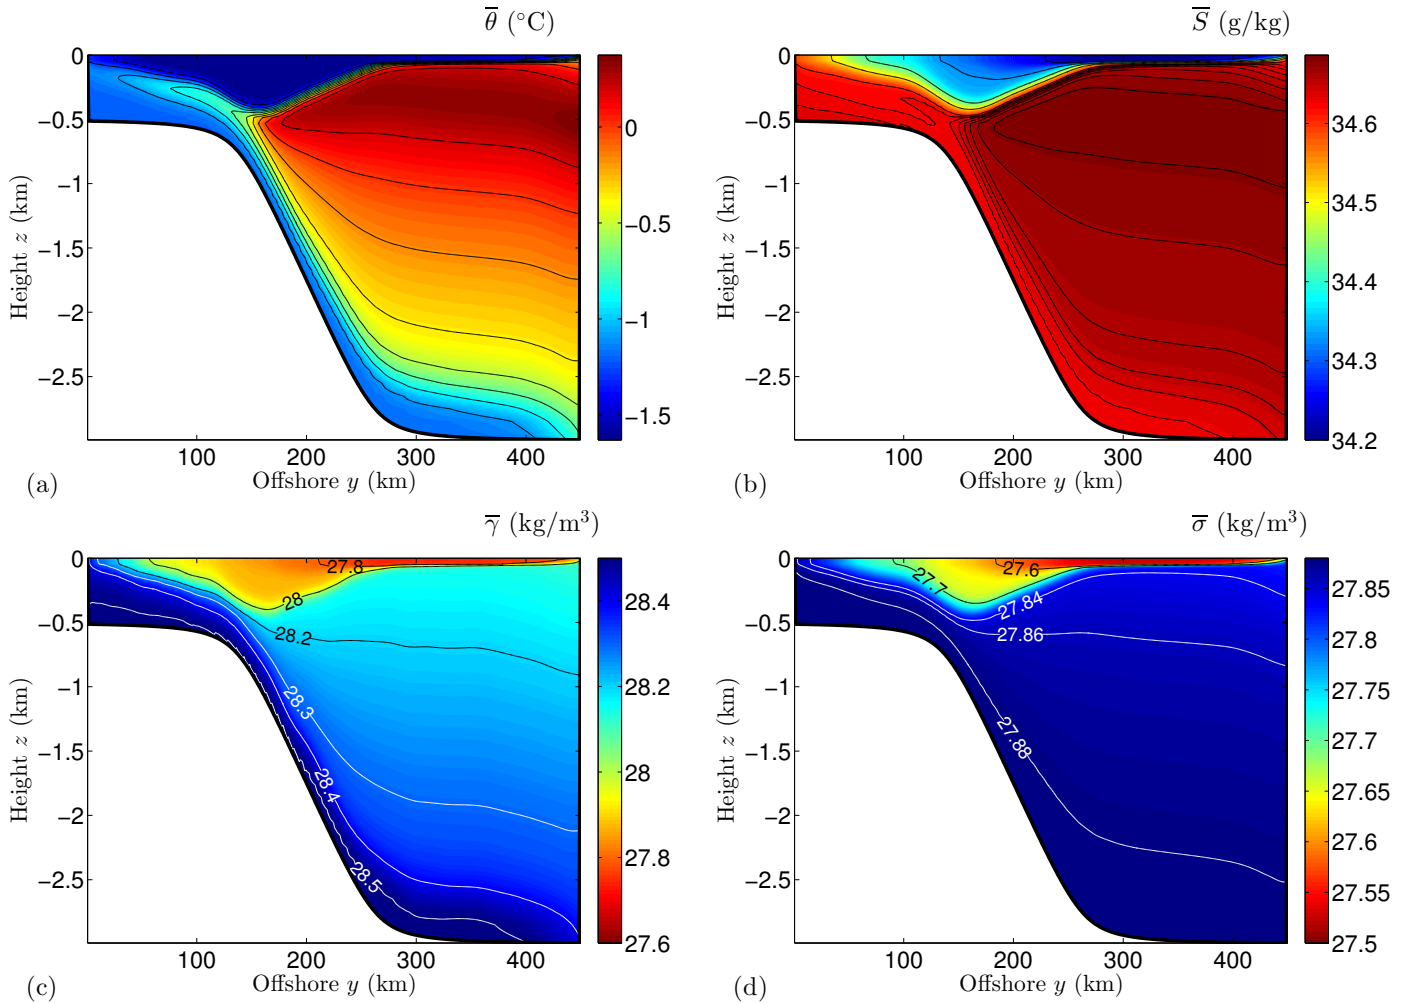 θ̅ (°C)
0
−0.5
−1
−1.5
−2
−2.5
Height z (km)
100 200 300 400
Offshore y (km)
0
−0.5
−1
−1.5
(a)
S̅ (g/kg)
0
−0.5
−1
−1.5
−2
−2.5
Height z (km)
100 200 300 400
Offshore y (km)
34.6
34.5
34.4
34.3
34.2
(b)
γ̅ (kg/m³)
0
−0.5
−1
−1.5
−2
−2.5
Height z (km)
27.8
28
28.2
28.3
28.4
28.5
100 200 300 400
Offshore y (km)
28.4
28.2
28
27.8
27.6
(c)
σ̅ (kg/m³)
0
−0.5
−1
−1.5
−2
−2.5
Height z (km)
27.6
27.7
27.84
27.86
27.88
100 200 300 400
Offshore y (km)
27.85
27.8
27.75
27.7
27.65
27.6
27.55
27.5
(d)